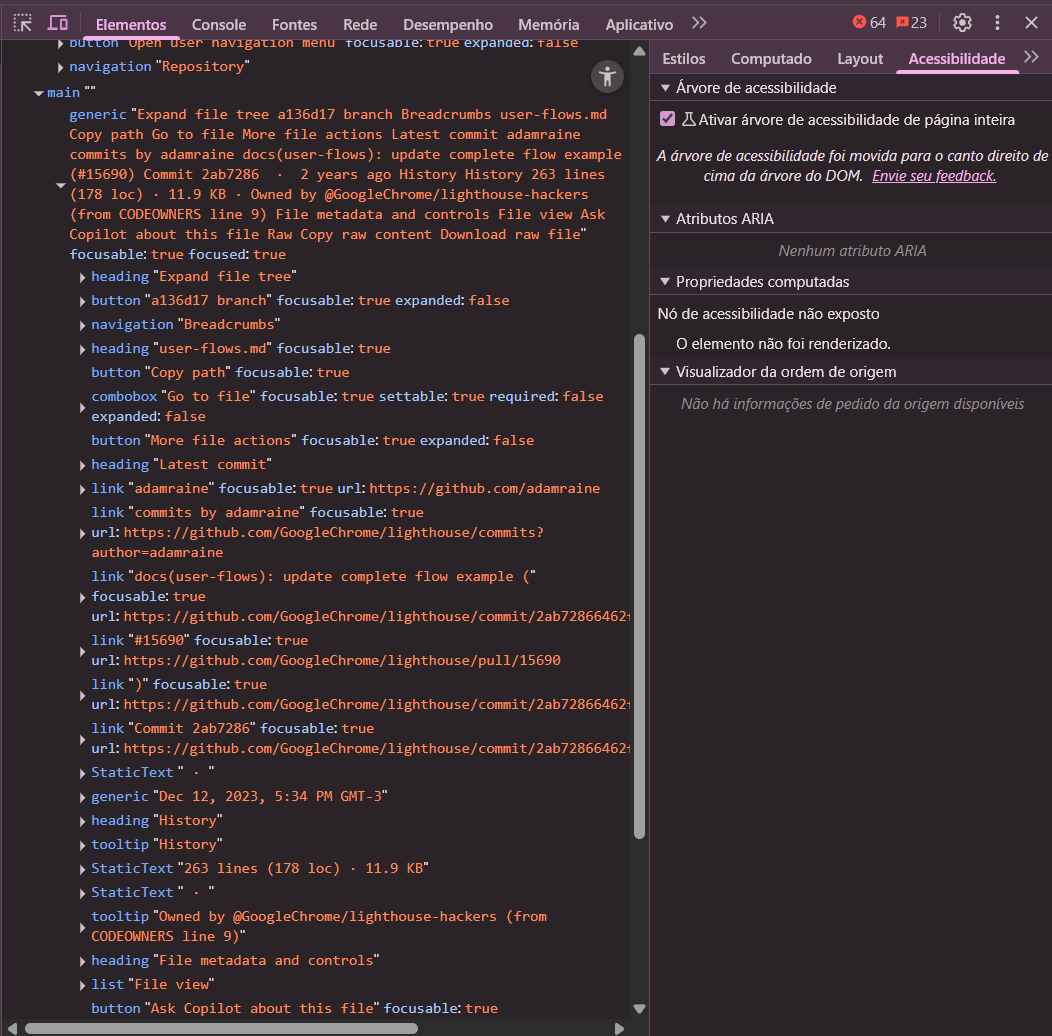 Elementos Console Fontes Rede Desempenho Memória Aplicativo 64 23
button "Open user navigation menu" focusable: true expanded: false
navigation "Repository"
main ""
generic "Expand file tree a136d17 branch Breadcrumbs user-flows.md
Copy path Go to file More file actions Latest commit adamraine
commits by adamraine docs(user-flows): update complete flow example
(#15690) Commit 2ab7286  ·  2 years ago History History 263 lines
(178 loc) · 11.9 KB · Owned by @GoogleChrome/lighthouse-hackers
(from CODEOWNERS line 9) File metadata and controls File view Ask
Copilot about this file Raw Copy raw content Download raw file"
focusable: true focused: true
heading "Expand file tree"
button "a136d17 branch" focusable: true expanded: false
navigation "Breadcrumbs"
heading "user-flows.md" focusable: true
button "Copy path" focusable: true
combobox "Go to file" focusable: true settable: true required: false
expanded: false
button "More file actions" focusable: true expanded: false
heading "Latest commit"
link "adamraine" focusable: true url: https://github.com/adamraine
link "commits by adamraine" focusable: true
url: https://github.com/GoogleChrome/lighthouse/commits?
author=adamraine
link "docs(user-flows): update complete flow example ("
focusable: true
url: https://github.com/GoogleChrome/lighthouse/commit/2ab72866462
link "#15690" focusable: true
url: https://github.com/GoogleChrome/lighthouse/pull/15690
link ")" focusable: true
url: https://github.com/GoogleChrome/lighthouse/commit/2ab72866462
link "Commit 2ab7286" focusable: true
url: https://github.com/GoogleChrome/lighthouse/commit/2ab72866462
StaticText " · "
generic "Dec 12, 2023, 5:34 PM GMT-3"
heading "History"
tooltip "History"
StaticText "263 lines (178 loc) · 11.9 KB"
StaticText " · "
tooltip "Owned by @GoogleChrome/lighthouse-hackers (from
CODEOWNERS line 9)"
heading "File metadata and controls"
list "File view"
button "Ask Copilot about this file" focusable: true
Estilos Computado Layout Acessibilidade
Árvore de acessibilidade
Ativar árvore de acessibilidade de página inteira
A árvore de acessibilidade foi movida para o canto direito de
cima da árvore do DOM. Envie seu feedback.
Atributos ARIA
Nenhum atributo ARIA
Propriedades computadas
Nó de acessibilidade não exposto
O elemento não foi renderizado.
Visualizador da ordem de origem
Não há informações de pedido da origem disponíveis